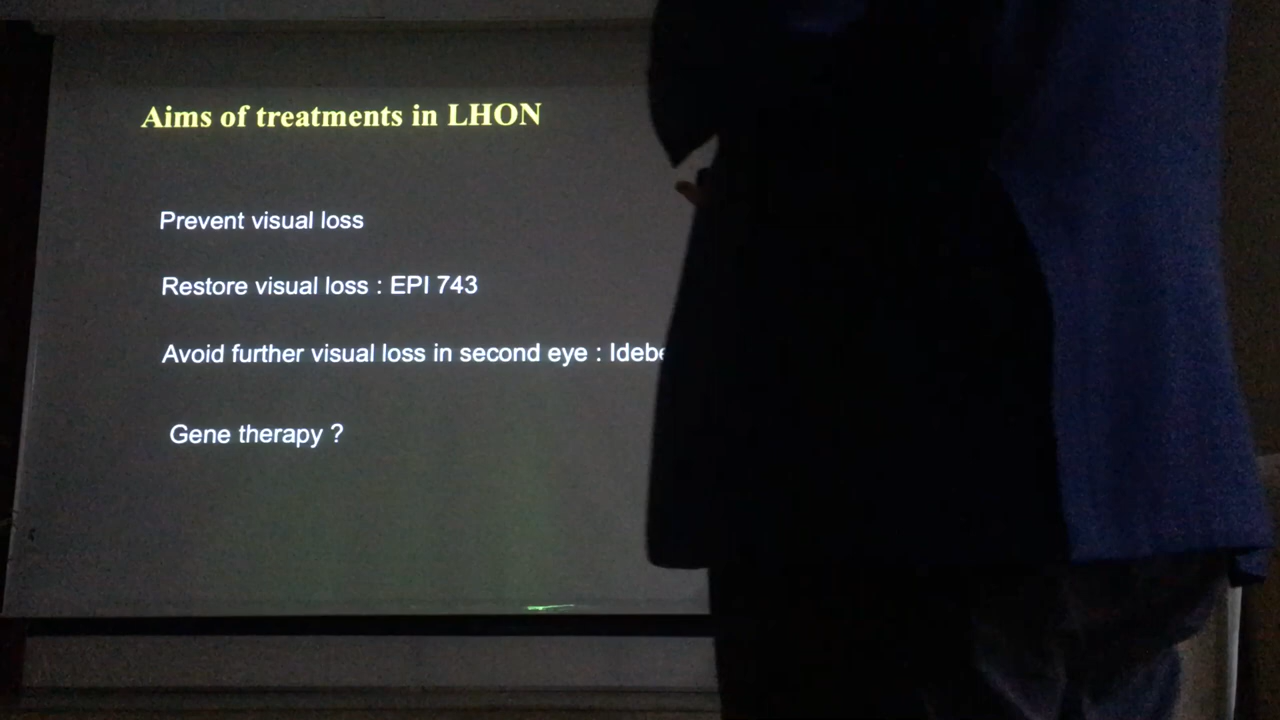 Aims of treatments in LHON
Prevent visual loss
Restore visual loss : EPI 743
Avoid further visual loss in second eye :
Gene therapy ?